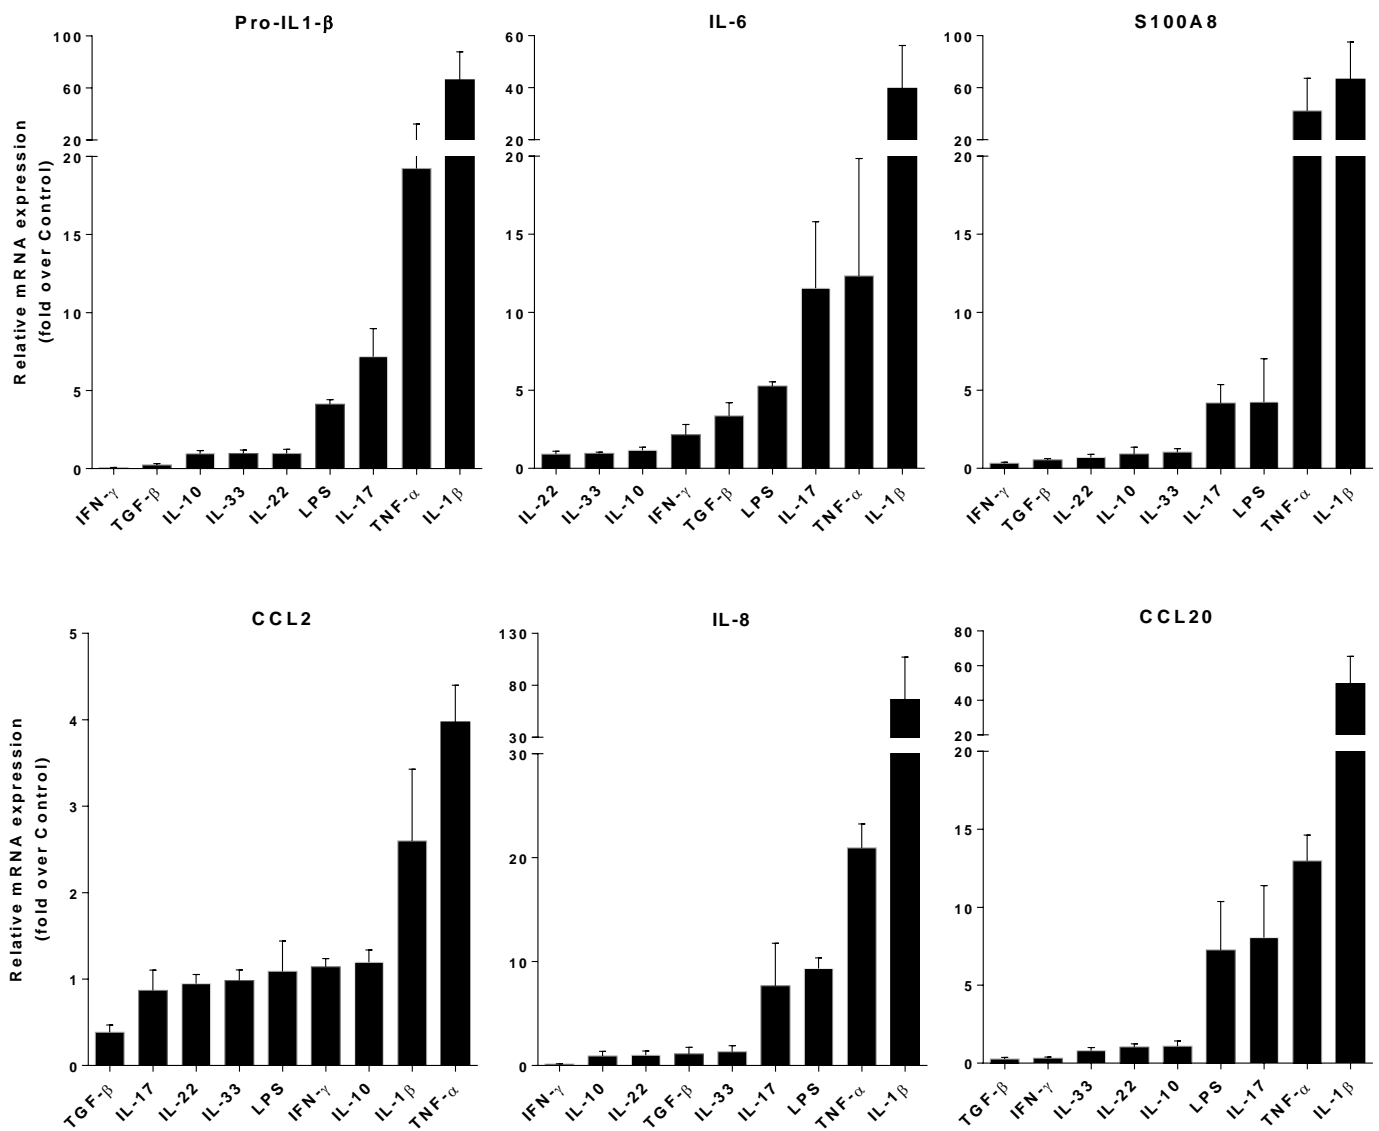 Pro-IL1-β
IL-6
S100A8
Relative mRNA expression
(fold over Control)
100
60
20
20
15
10
5
0
IFN-γ
TGF-β
IL-10
IL-33
IL-22
LPS
IL-17
TNF-α
IL-1β
60
40
20
20
15
10
5
0
IL-22
IL-33
IL-10
IFN-γ
TGF-β
LPS
IL-17
TNF-α
IL-1β
100
60
20
20
15
10
5
0
IFN-γ
TGF-β
IL-22
IL-10
IL-33
IL-17
LPS
TNF-α
IL-1β
CCL2
IL-8
CCL20
Relative mRNA expression
(fold over Control)
5
4
3
2
1
0
TGF-β
IL-17
IL-22
IL-33
LPS
IFN-γ
IL-10
IL-1β
TNF-α
130
80
30
30
20
10
0
IFN-γ
IL-10
IL-22
TGF-β
IL-33
IL-17
LPS
TNF-α
IL-1β
80
60
40
20
20
15
10
5
0
TGF-β
IFN-γ
IL-33
IL-22
IL-10
LPS
IL-17
TNF-α
IL-1β